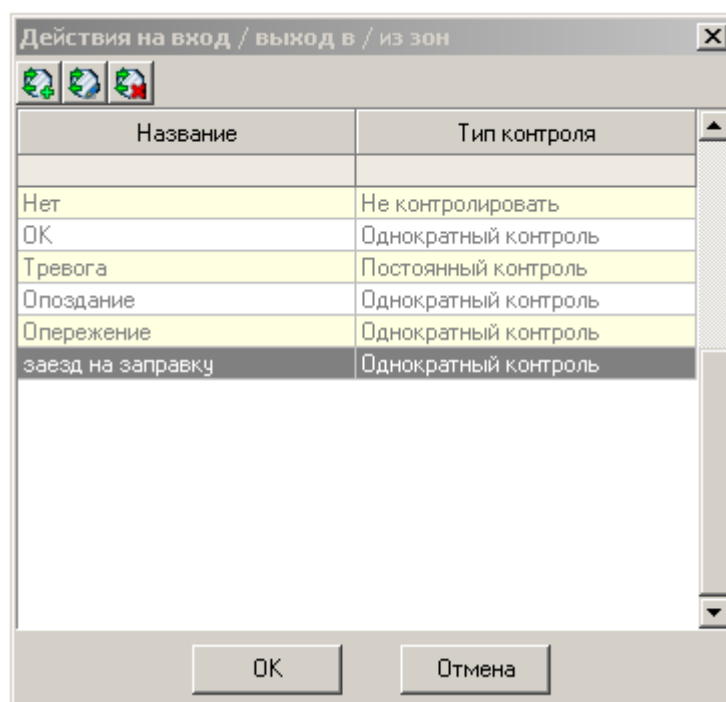 Действия на вход / выход в / из зон
Название Тип контроля
Нет Не контролировать
ОК Однократный контроль
Тревога Постоянный контроль
Опоздание Однократный контроль
Опережение Однократный контроль
заезд на заправку Однократный контроль
ОК Отмена